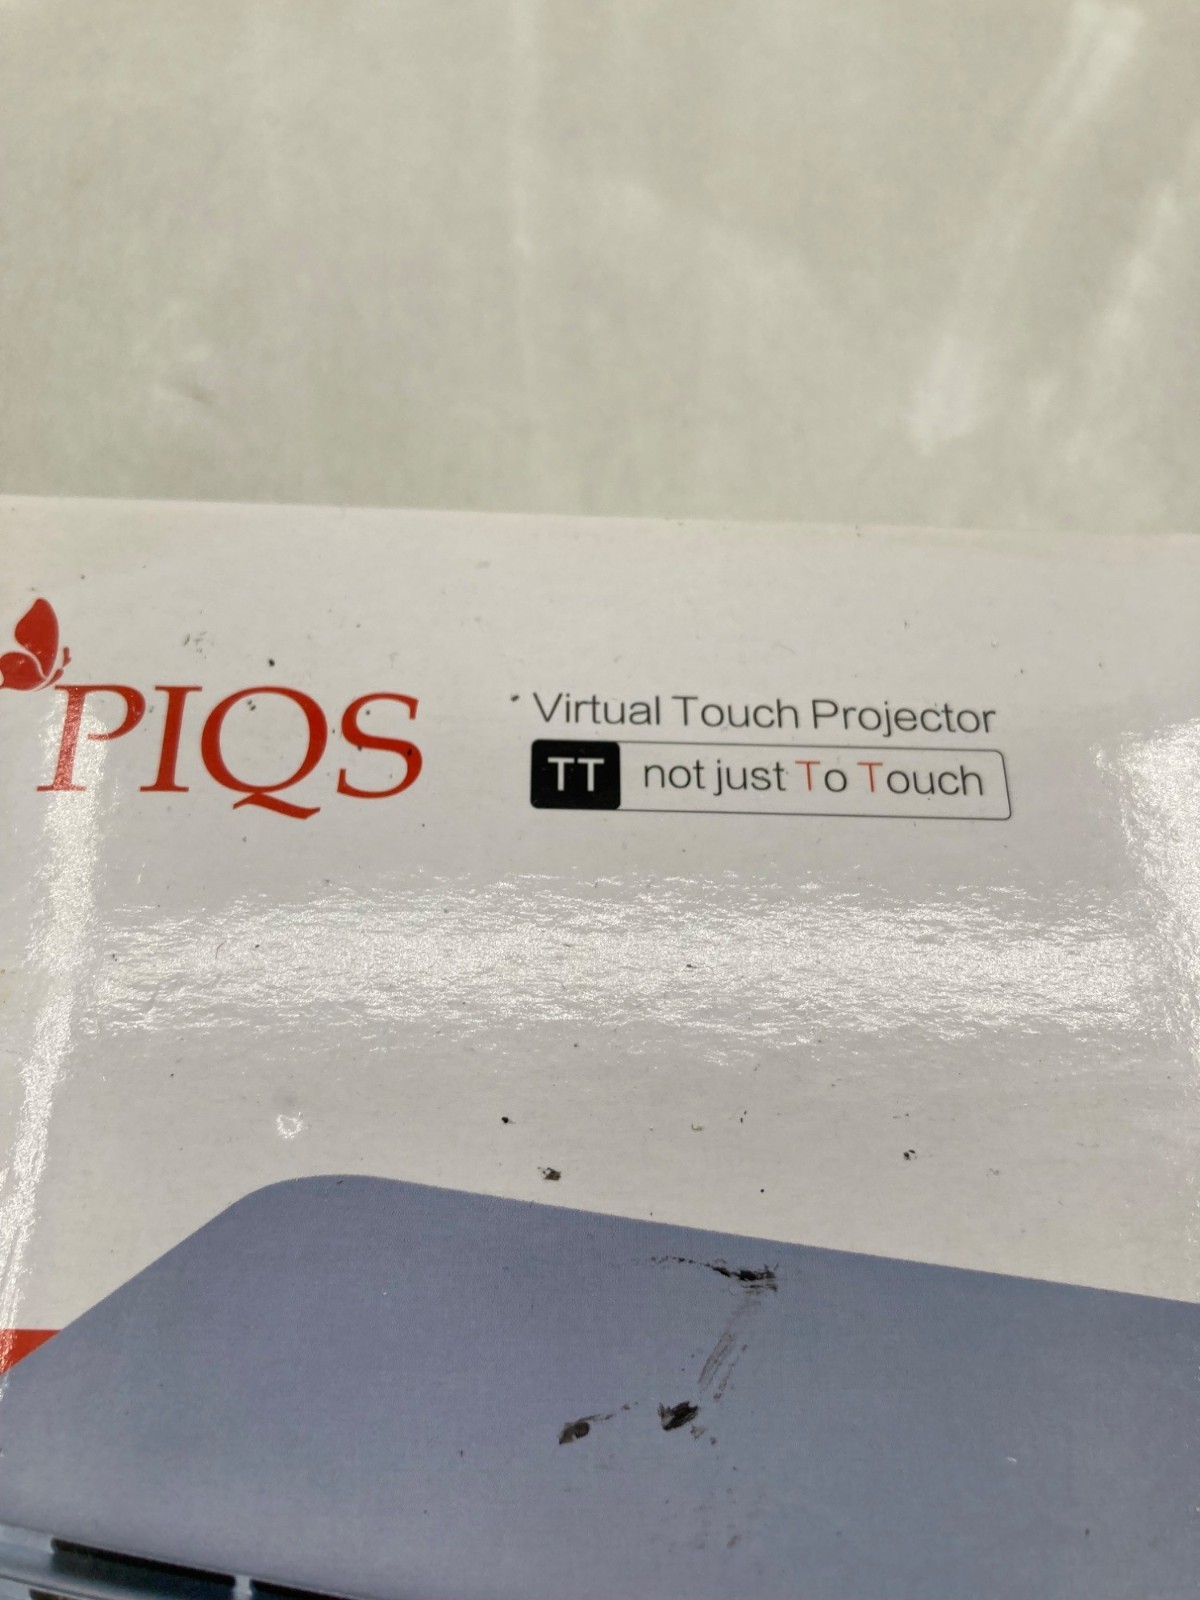 PIQS
Virtual Touch Projector
TT not just To Touch